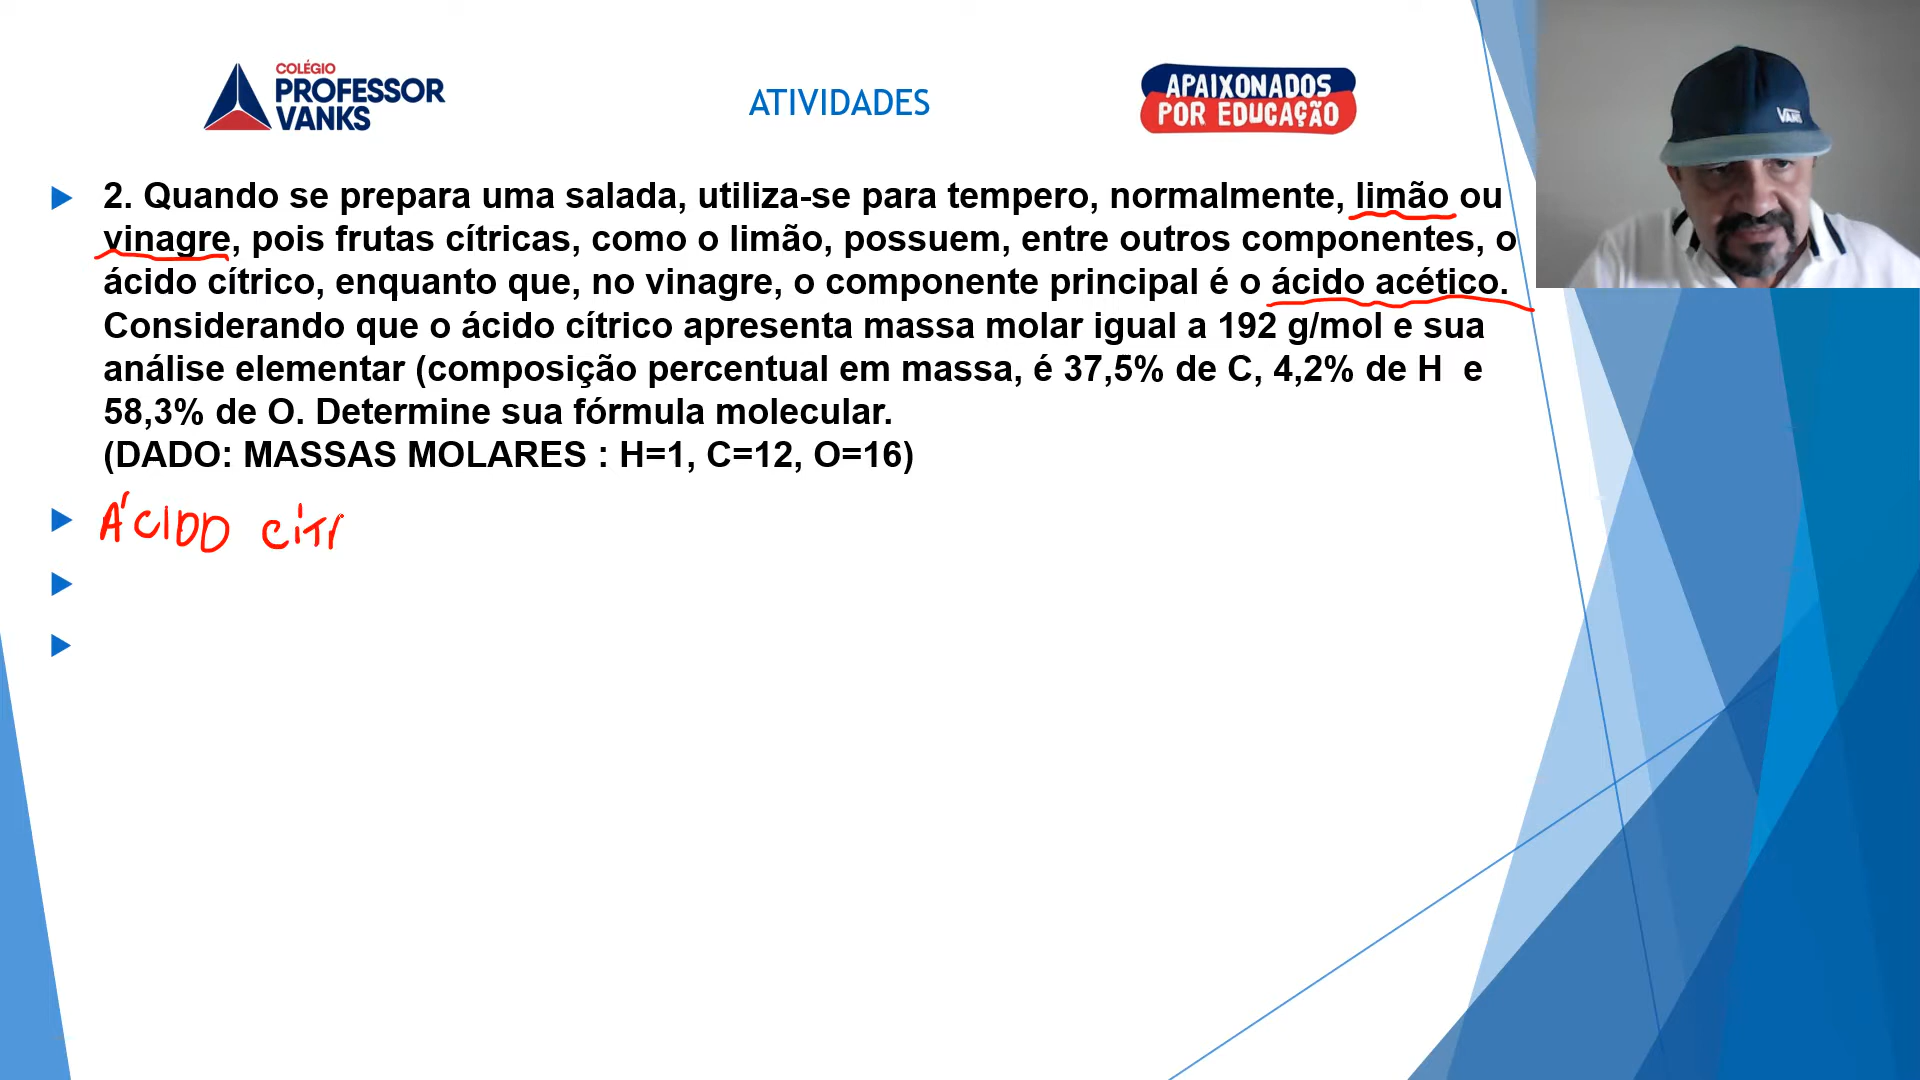 COLÉGIO
PROFESSOR
VANKS
ATIVIDADES
APAIXONADOS
POR EDUCAÇÃO
VANS
2. Quando se prepara uma salada, utiliza-se para tempero, normalmente, limão ou
vinagre, pois frutas cítricas, como o limão, possuem, entre outros componentes, o
ácido cítrico, enquanto que, no vinagre, o componente principal é o ácido acético.
Considerando que o ácido cítrico apresenta massa molar igual a 192 g/mol e sua
análise elementar (composição percentual em massa, é 37,5% de C, 4,2% de H e
58,3% de O. Determine sua fórmula molecular.
(DADO: MASSAS MOLARES : H=1, C=12, O=16)
ÁCIDO CÍTR